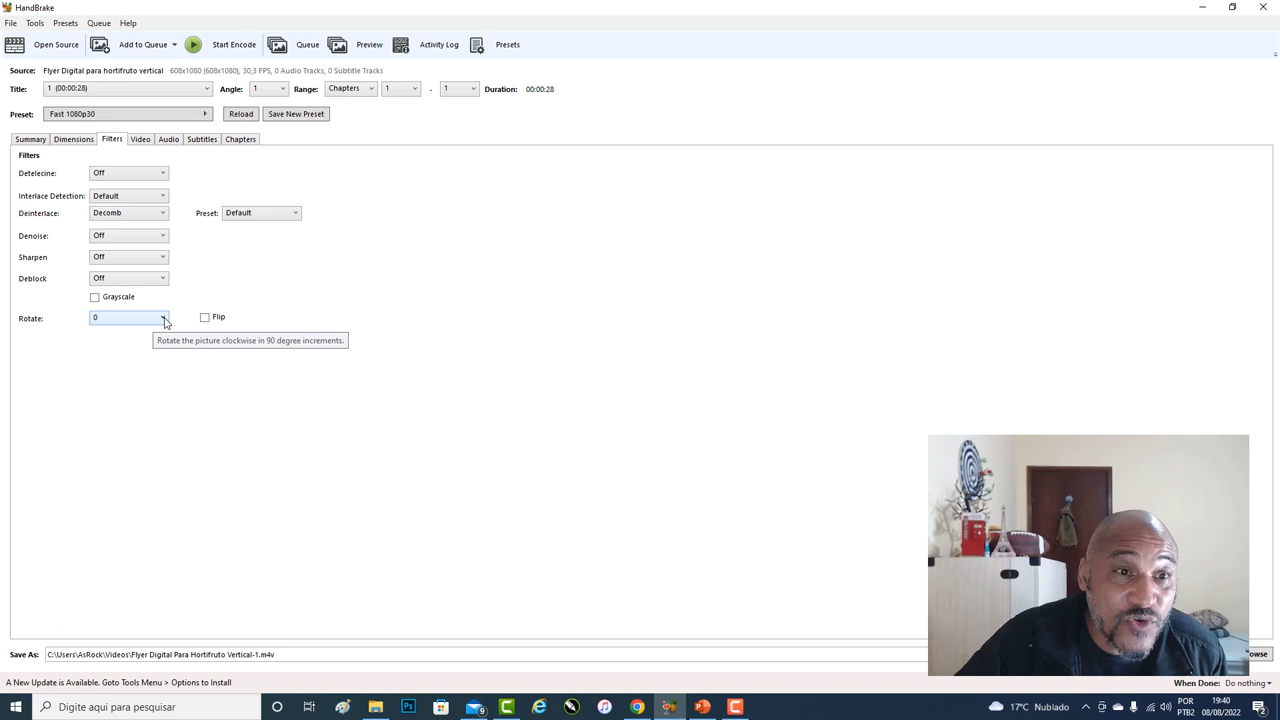 HandBrake
File Tools Presets Queue Help
Open Source Add to Queue Start Encode Queue Preview Activity Log Presets
Source: Flyer Digital para hortifruto vertical 608x1080 (608x1080), 30,3 FPS, 0 Audio Tracks, 0 Subtitle Tracks
Title: 1 (00:00:28) Angle: 1 Range: Chapters 1 - 1 Duration: 00:00:28
Preset: Fast 1080p30 Reload Save New Preset
Summary Dimensions Filters Video Audio Subtitles Chapters
Filters
Detelecine: Off
Interlace Detection: Default
Deinterlace: Decomb Preset: Default
Denoise: Off
Sharpen Off
Deblock Off
Grayscale
Rotate: 0 Flip
Rotate the picture clockwise in 90 degree increments.
Save As: C:\Users\AsRock\Videos\Flyer Digital Para Hortifruto Vertical-1.m4v
A New Update is Available. Goto Tools Menu > Options to Install When Done: Do nothing
Digite aqui para pesquisar 9 17°C Nublado POR 19:40
PTB2 08/08/2022 2